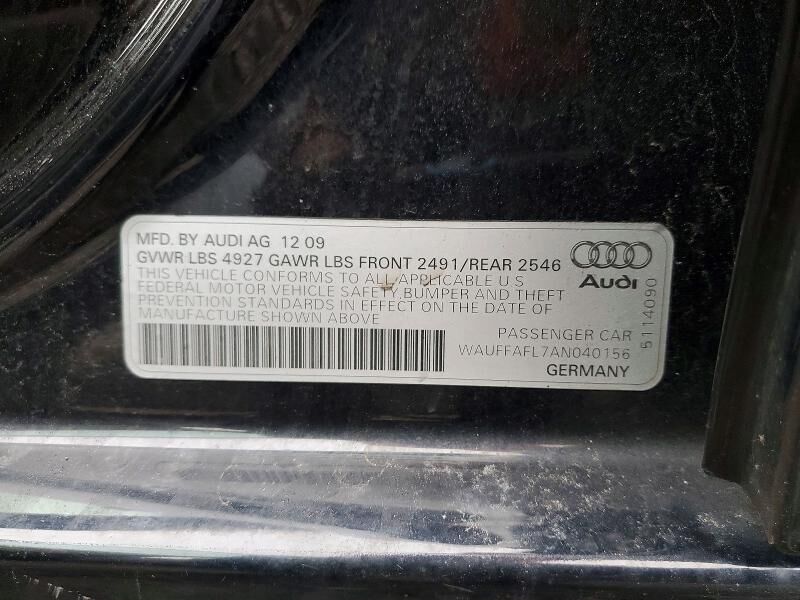 MFD. BY AUDI AG 12 09
GVWR LBS 4927 GAWR LBS FRONT 2491/REAR 2546
THIS VEHICLE CONFORMS TO ALL APPLICABLE U S
FEDERAL MOTOR VEHICLE SAFETY, BUMPER AND THEFT
PREVENTION STANDARDS IN EFFECT ON THE DATE OF
MANUFACTURE SHOWN ABOVE
Audi
PASSENGER CAR
WAUFFAFL7AN040156
GERMANY
5114090